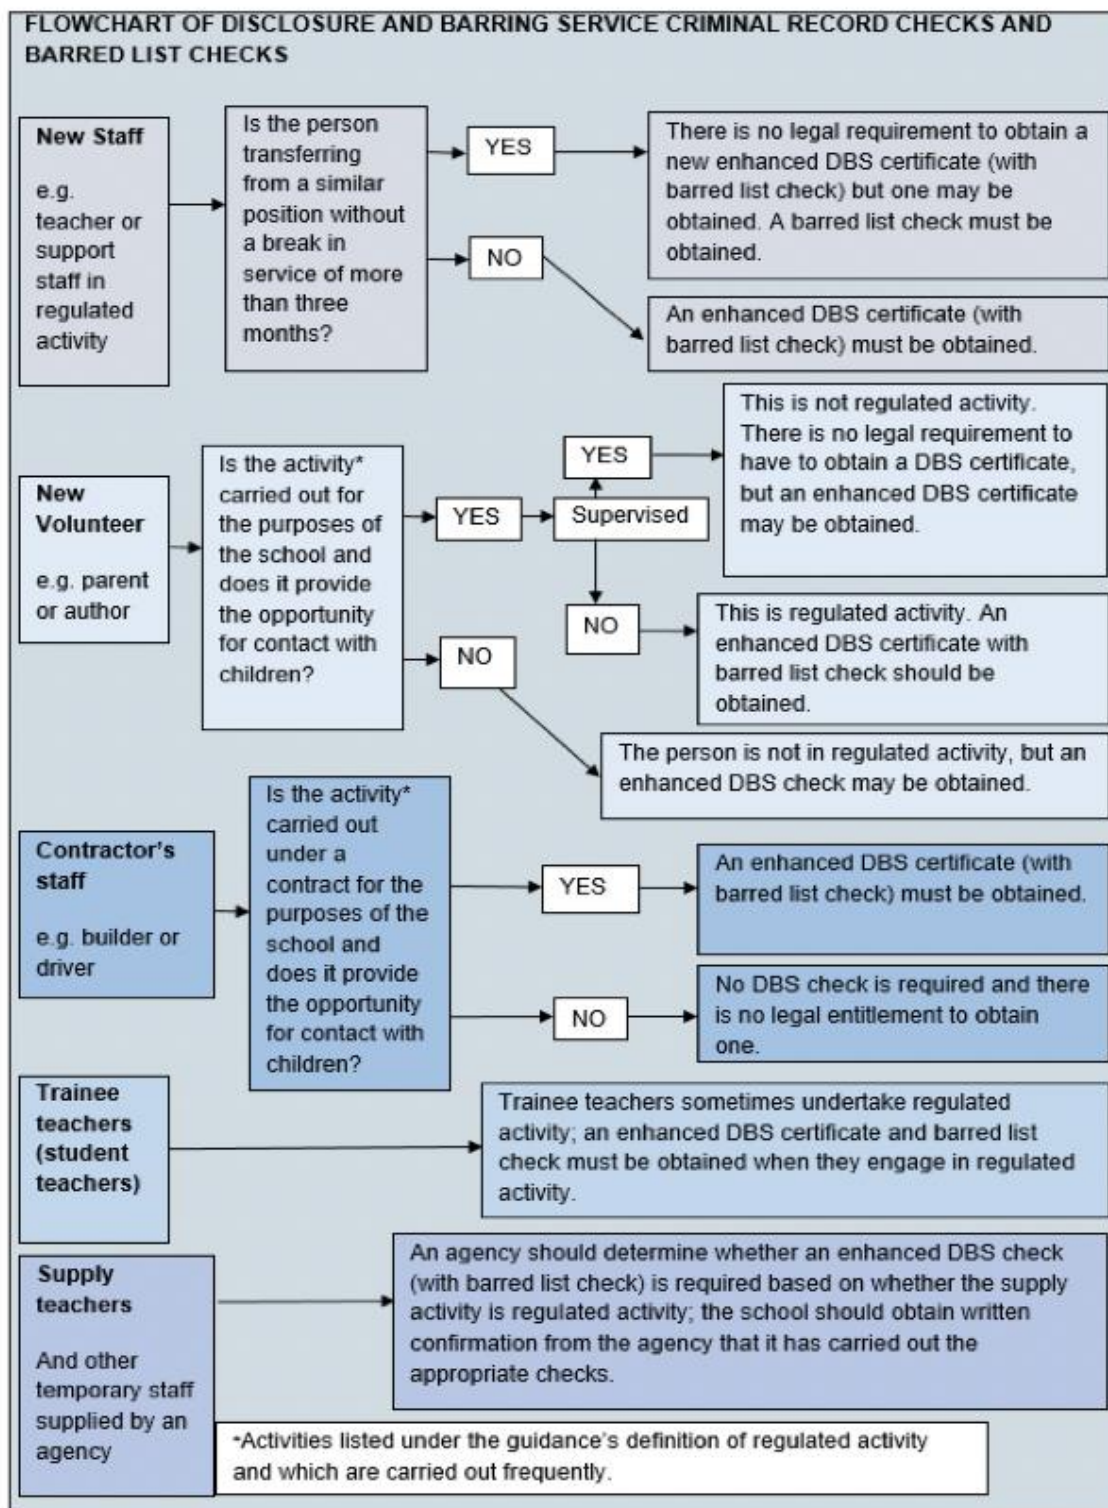 FLOWCHART OF DISCLOSURE AND BARRING SERVICE CRIMINAL RECORD CHECKS AND
BARRED LIST CHECKS
New Staff
e.g.
teacher or
support
staff in
regulated
activity
Is the person
transferring
from a similar
position without
a break in
service of more
than three
months?
YES
There is no legal requirement to obtain a
new enhanced DBS certificate (with
barred list check) but one may be
obtained. A barred list check must be
obtained.
NO
An enhanced DBS certificate (with
barred list check) must be obtained.
New
Volunteer
e.g. parent
or author
Is the activity*
carried out for
the purposes of
the school and
does it provide
the opportunity
for contact with
children?
YES
Supervised
YES
This is not regulated activity.
There is no legal requirement to
have to obtain a DBS certificate,
but an enhanced DBS certificate
may be obtained.
NO
This is regulated activity. An
enhanced DBS certificate with
barred list check should be
obtained.
NO
The person is not in regulated activity, but an
enhanced DBS check may be obtained.
Contractor's
staff
e.g. builder or
driver
Is the activity*
carried out
under a
contract for the
purposes of the
school and
does it provide
the opportunity
for contact with
children?
YES
An enhanced DBS certificate (with
barred list check) must be obtained.
NO
No DBS check is required and there
is no legal entitlement to obtain
one.
Trainee
teachers
(student
teachers)
Trainee teachers sometimes undertake regulated
activity; an enhanced DBS certificate and barred list
check must be obtained when they engage in regulated
activity.
Supply
teachers
And other
temporary staff
supplied by an
agency
An agency should determine whether an enhanced DBS check
(with barred list check) is required based on whether the supply
activity is regulated activity; the school should obtain written
confirmation from the agency that it has carried out the
appropriate checks.
*Activities listed under the guidance's definition of regulated activity
and which are carried out frequently.